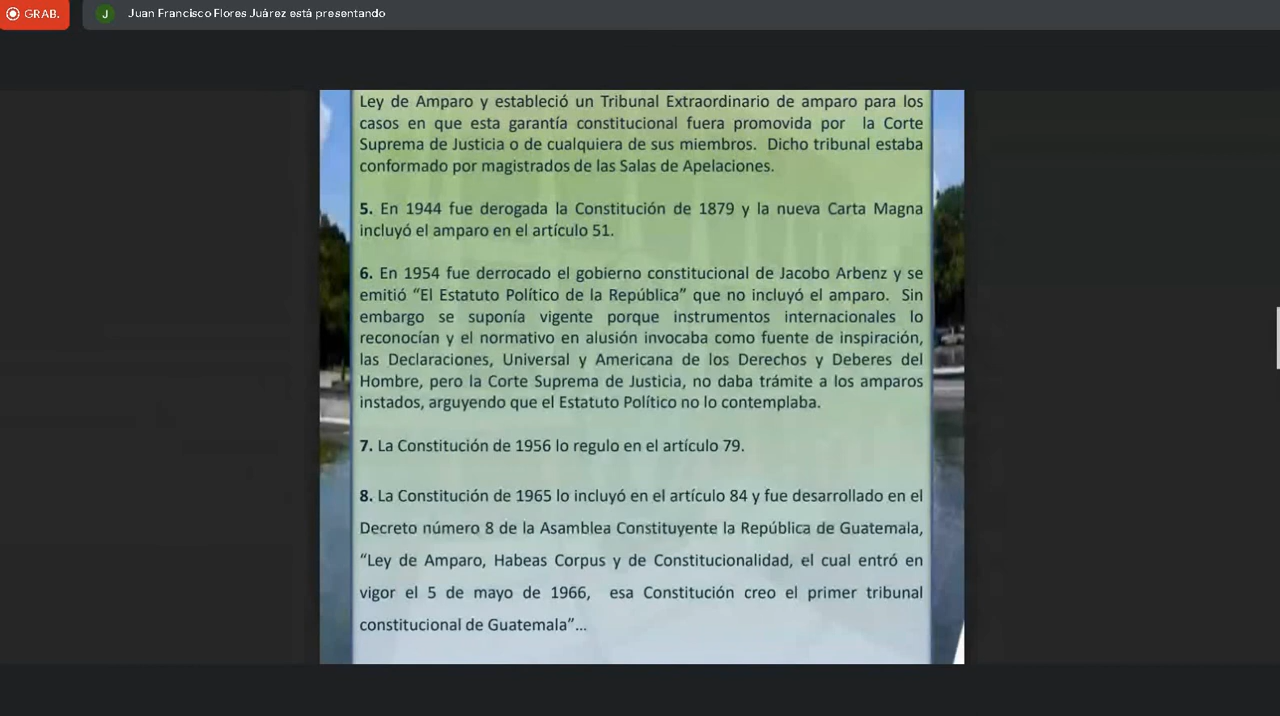 GRAB.
J
Juan Francisco Flores Juárez está presentando
Ley de Amparo y estableció un Tribunal Extraordinario de amparo para los
casos en que esta garantía constitucional fuera promovida por la Corte
Suprema de Justicia o de cualquiera de sus miembros. Dicho tribunal estaba
conformado por magistrados de las Salas de Apelaciones.
5. En 1944 fue derogada la Constitución de 1879 y la nueva Carta Magna
incluyó el amparo en el artículo 51.
6. En 1954 fue derrocado el gobierno constitucional de Jacobo Arbenz y se
emitió “El Estatuto Político de la República” que no incluyó el amparo. Sin
embargo se suponía vigente porque instrumentos internacionales lo
reconocían y el normativo en alusión invocaba como fuente de inspiración,
las Declaraciones, Universal y Americana de los Derechos y Deberes del
Hombre, pero la Corte Suprema de Justicia, no daba trámite a los amparos
instados, arguyendo que el Estatuto Político no lo contemplaba.
7. La Constitución de 1956 lo regulo en el artículo 79.
8. La Constitución de 1965 lo incluyó en el artículo 84 y fue desarrollado en el
Decreto número 8 de la Asamblea Constituyente la República de Guatemala,
“Ley de Amparo, Habeas Corpus y de Constitucionalidad, el cual entró en
vigor el 5 de mayo de 1966, esa Constitución creo el primer tribunal
constitucional de Guatemala”...